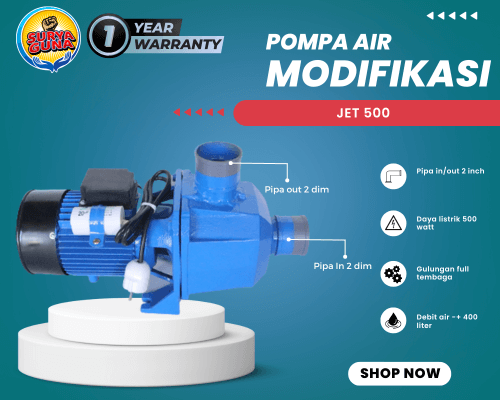 SURYA
GUNA
1 YEAR
WARRANTY
POMPA AIR
MODIFIKASI
JET 500
Pipa out 2 dim
Pipa In 2 dim
Pipa in/out 2 inch
Daya listrik 500
watt
Gulungan full
tembaga
Debit air -+ 400
liter
SHOP NOW